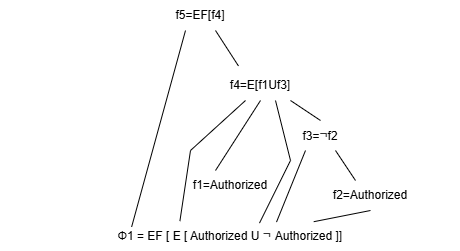 f5=EF[f4]
f4=E[f1Uf3]
f3=¬f2
f1=Authorized
f2=Authorized
Φ1 = EF [ E [ Authorized U ¬ Authorized ]]